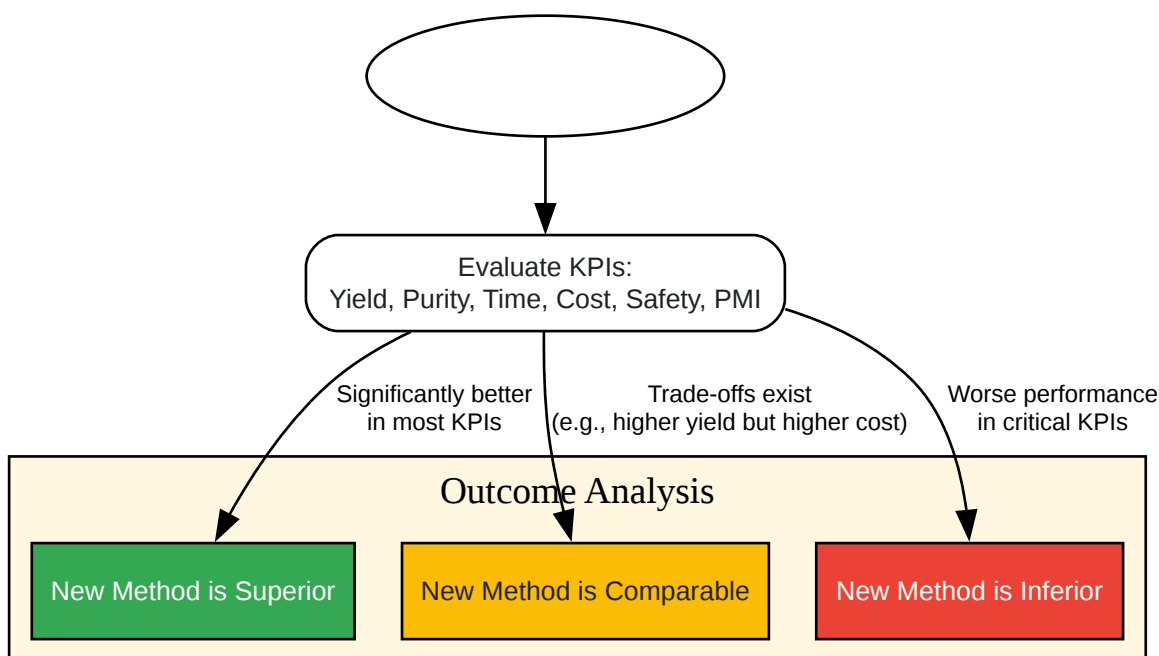 Evaluate KPIs:
Yield, Purity, Time, Cost, Safety, PMI
Significantly better
in most KPIs
Trade-offs exist
(e.g., higher yield but higher cost)
Worse performance
in critical KPIs
Outcome Analysis
New Method is Superior
New Method is Comparable
New Method is Inferior